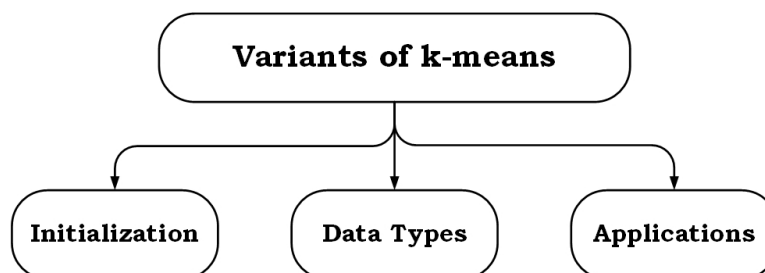 Variants of k-means
Initialization
Data Types
Applications